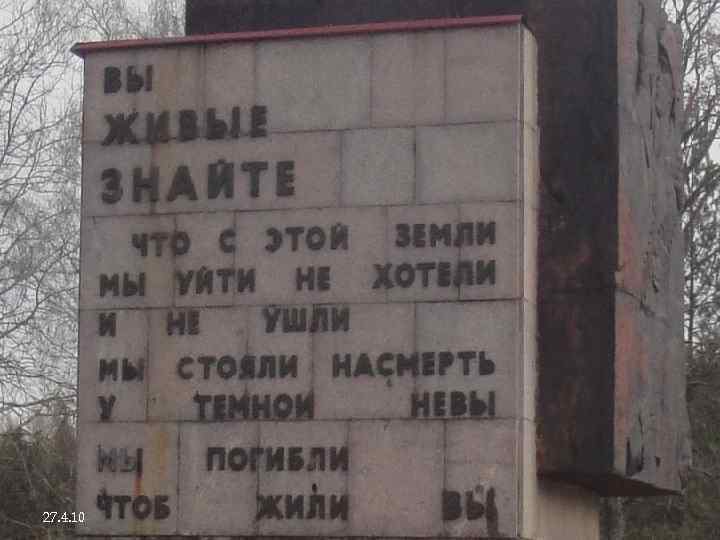 ВЫ
ЖИВЫЕ
ЗНАЙТЕ
ЧТО С ЭТОЙ ЗЕМЛИ
МЫ УЙТИ НЕ ХОТЕЛИ
И НЕ УШЛИ
МЫ СТОЯЛИ НАСМЕРТЬ
У ТЕМНОЙ НЕВЫ
МЫ ПОГИБЛИ
ЧТОБ ЖИЛИ ВЫ
27.4.10